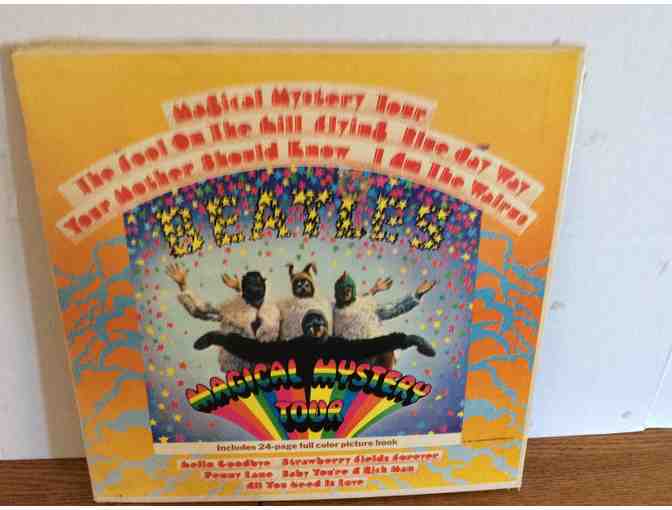 Magical Mystery Tour
The Fool On The Hill Flying Blue Jay Way
Your Mother Should Know I Am The Walrus
BEATLES
MAGICAL MYSTERY
TOUR
Includes 24-page full color picture book
Hello Goodbye Strawberry Fields Forever
Penny Lane Baby You're A Rich Man
All You Need Is Love